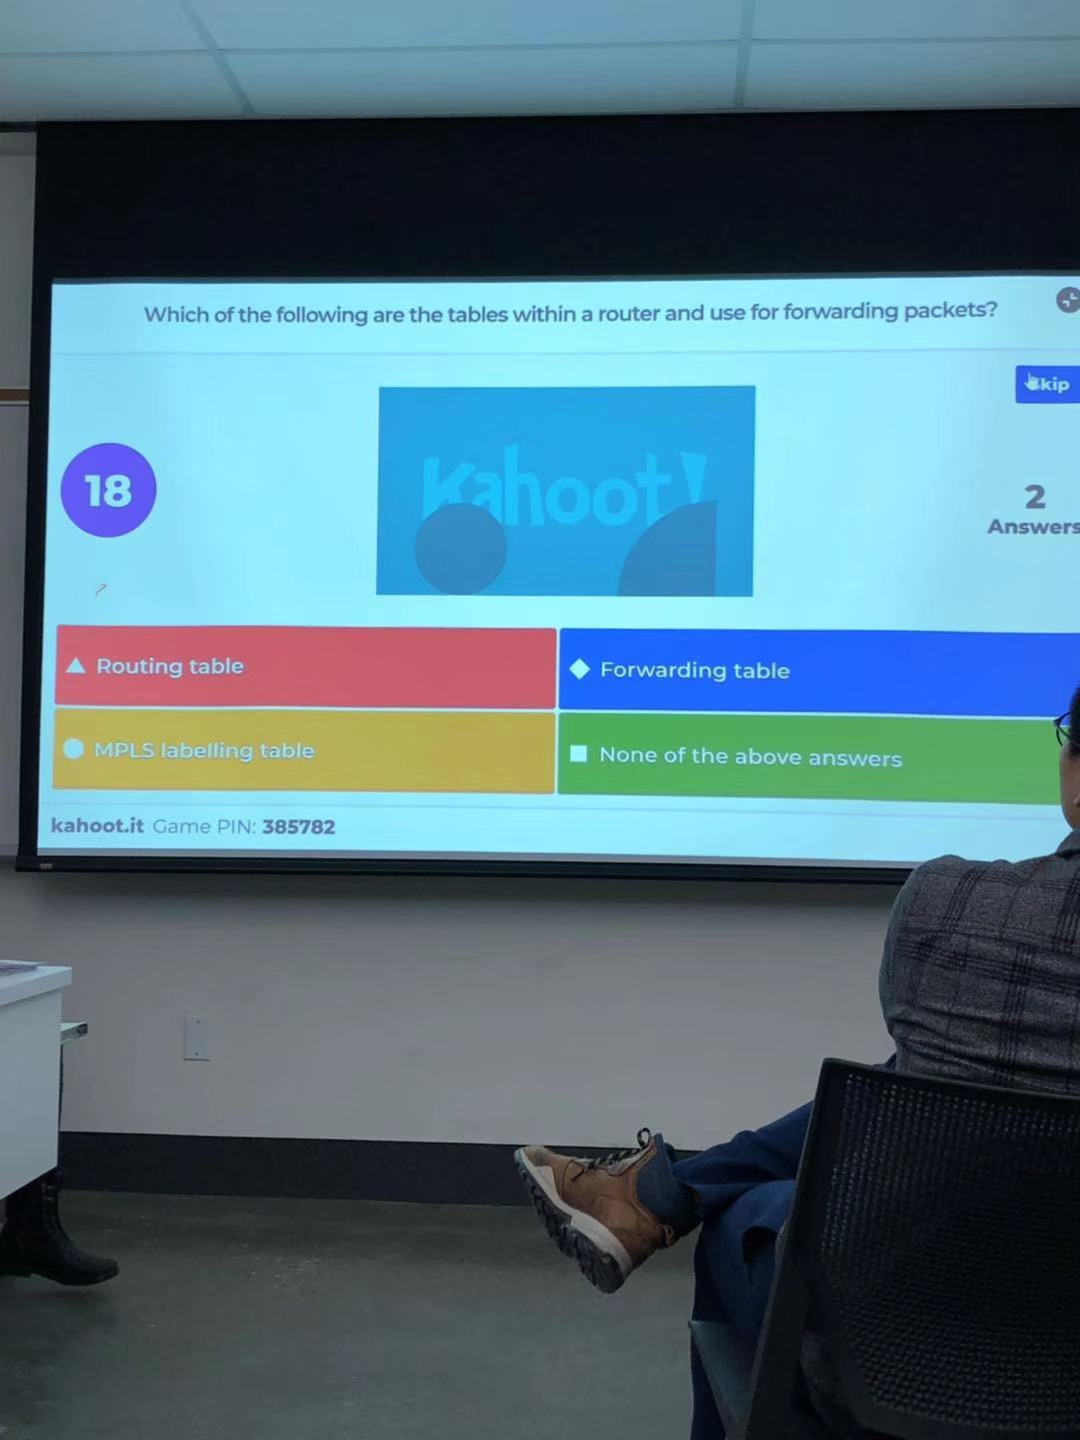 Which of the following are the tables within a router and use for forwarding packets?
Skip
Kahoot!
18
2
Answers
Routing table
Forwarding table
MPLS labelling table
None of the above answers
kahoot.it Game PIN: 385782